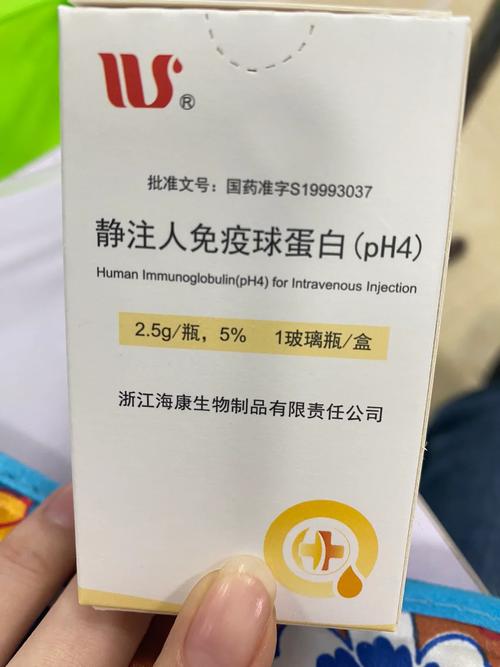 WS®
批准文号：国药准字S19993037
静注人免疫球蛋白(pH4)
Human Immunoglobulin(pH4) for Intravenous Injection
2.5g/瓶，5% 1玻璃瓶/盒
浙江海康生物制品有限责任公司